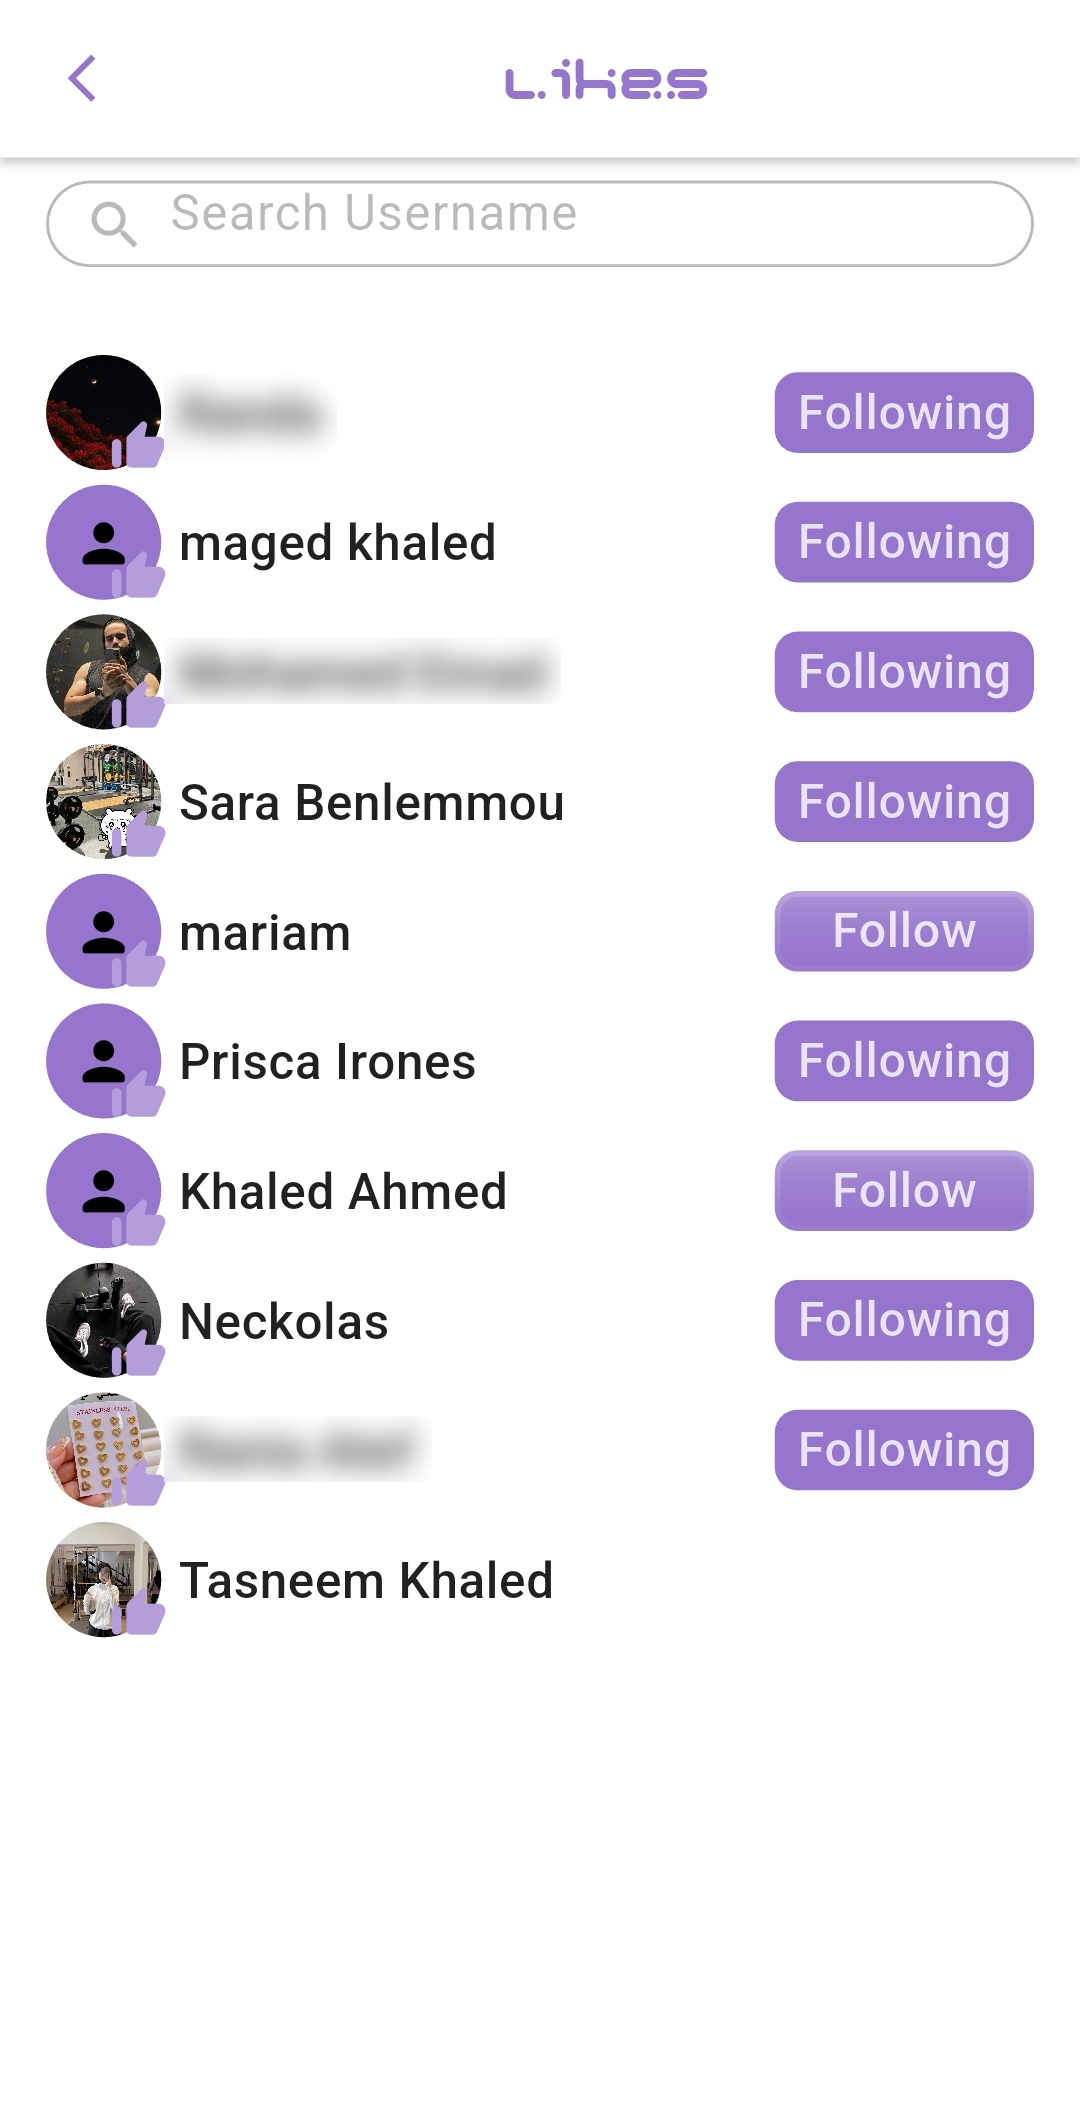 Likes
Search Username
Following
maged khaled
Following
Following
Sara Benlemmou
Following
mariam
Follow
Prisca Irones
Following
Khaled Ahmed
Follow
Neckolas
Following
Following
Tasneem Khaled